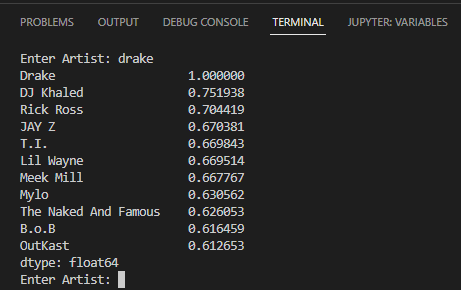 PROBLEMS OUTPUT DEBUG CONSOLE TERMINAL JUPYTER: VARIABLES
Enter Artist: drake
Drake 1.000000
DJ Khaled 0.751938
Rick Ross 0.704419
JAY Z 0.670381
T.I. 0.669843
Lil Wayne 0.669514
Meek Mill 0.667767
Mylo 0.630562
The Naked And Famous 0.626053
B.o.B 0.616459
OutKast 0.612653
dtype: float64
Enter Artist: